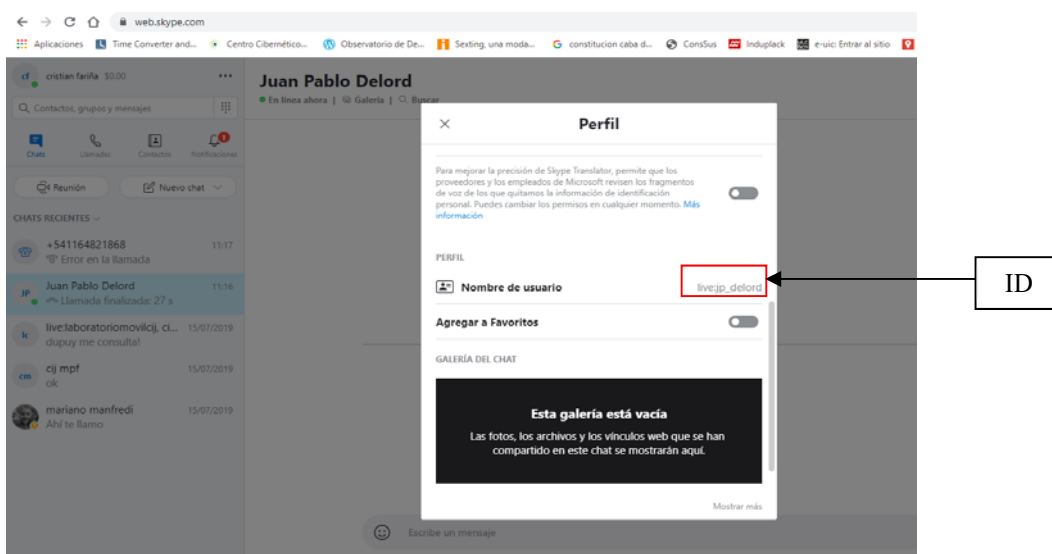 web.skype.com
Aplicaciones Time Converter and... Centro Cibernético... Observatorio de De... Sexting, una moda... constitucion caba d... ConsSus Induplack e-uic: Entrar al sitio
cf cristian fariña $0.00
Contactos, grupos y mensajes
Chats Llamadas Contactos Notificaciones
1
Reunión Nuevo chat
CHATS RECIENTES
+541164821868 11:17
Error en la llamada
JP Juan Pablo Delord 11:16
Llamada finalizada: 27 s
lc live:laboratoriomovilcij, ci... 15/07/2019
dupuy me consulta!
cm cij mpf 15/07/2019
ok
mariano manfredi 15/07/2019
Ahí te llamo
Juan Pablo Delord
En línea ahora | Galería | Buscar
Perfil
Para mejorar la precisión de Skype Translator, permite que los
proveedores y los empleados de Microsoft revisen los fragmentos
de voz de los que quitamos la información de identificación
personal. Puedes cambiar los permisos en cualquier momento. Más
información
PERFIL
Nombre de usuario live:jp_delord
Agregar a Favoritos
GALERÍA DEL CHAT
Esta galería está vacía
Las fotos, los archivos y los vínculos web que se han
compartido en este chat se mostrarán aquí.
Mostrar más
Escribe un mensaje
ID